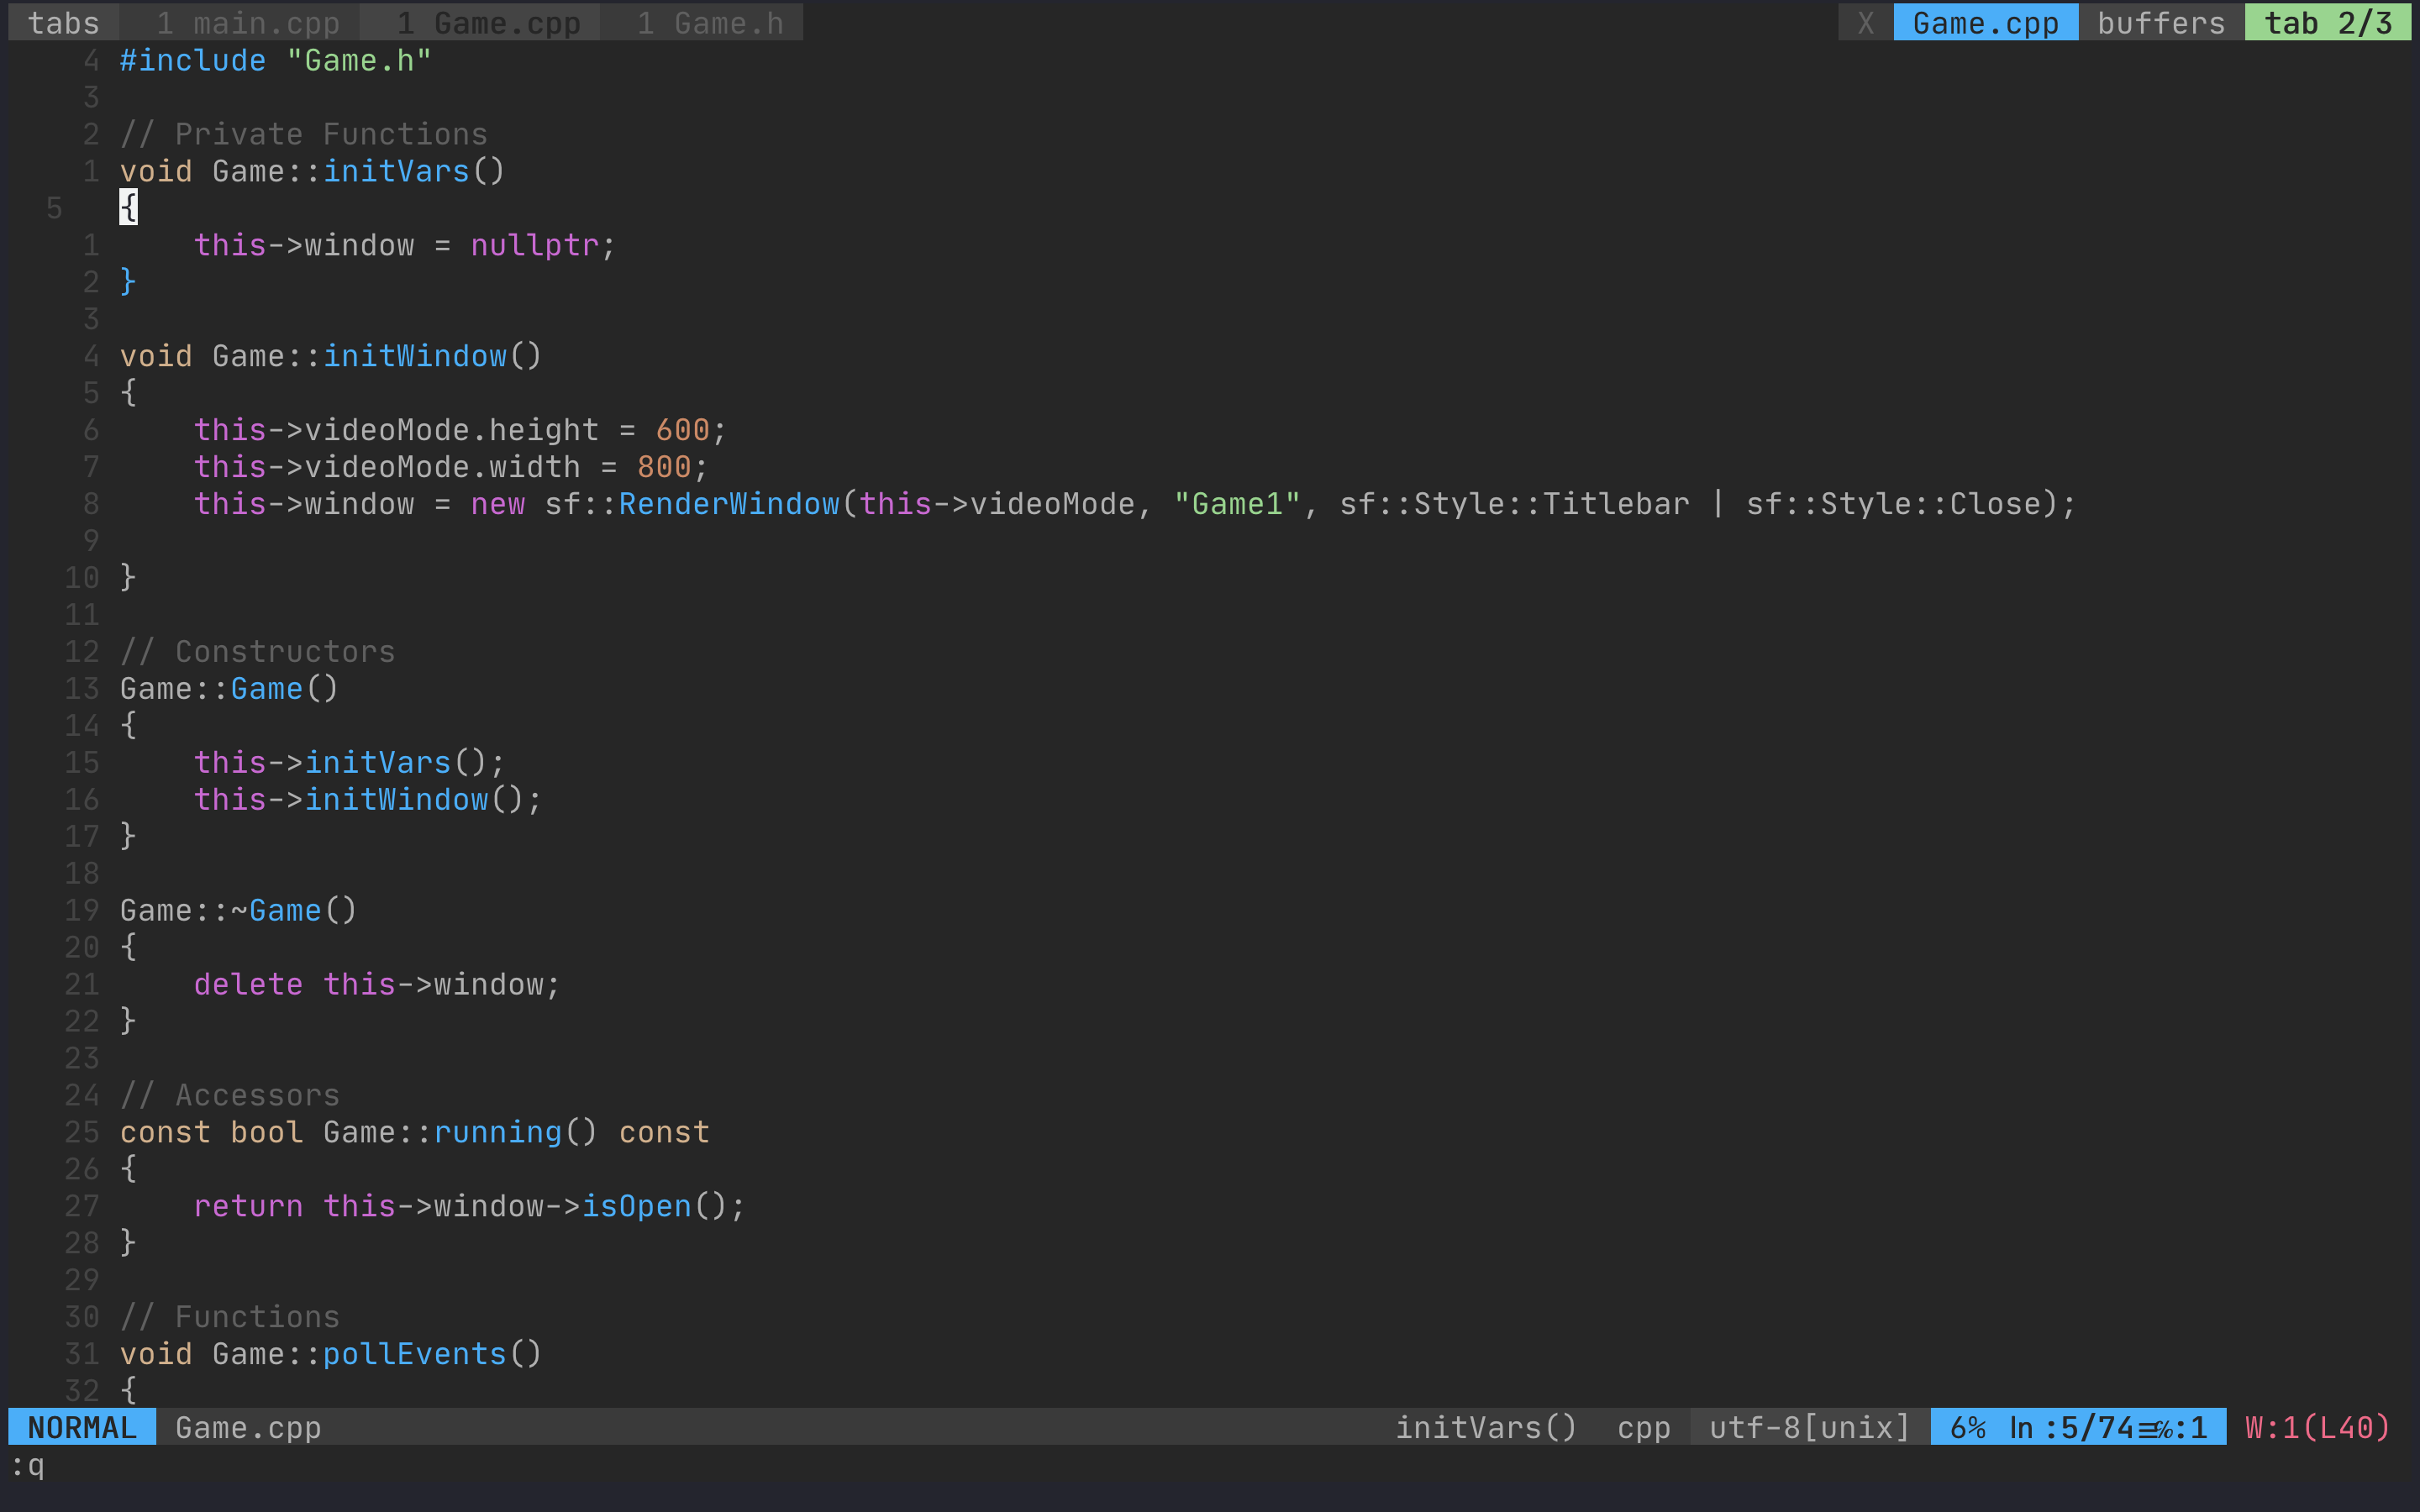 tabs 1 main.cpp 1 Game.cpp 1 Game.h X Game.cpp buffers tab 2/3
4 #include "Game.h"
3
2 // Private Functions
1 void Game::initVars()
5 {
1     this->window = nullptr;
2 }
3
4 void Game::initWindow()
5 {
6     this->videoMode.height = 600;
7     this->videoMode.width = 800;
8     this->window = new sf::RenderWindow(this->videoMode, "Game1", sf::Style::Titlebar | sf::Style::Close);
9
10 }
11
12 // Constructors
13 Game::Game()
14 {
15     this->initVars();
16     this->initWindow();
17 }
18
19 Game::~Game()
20 {
21     delete this->window;
22 }
23
24 // Accessors
25 const bool Game::running() const
26 {
27     return this->window->isOpen();
28 }
29
30 // Functions
31 void Game::pollEvents()
32 {
NORMAL Game.cpp initVars() cpp utf-8[unix] 6% ln :5/74≡℅:1 W:1(L40)
:q